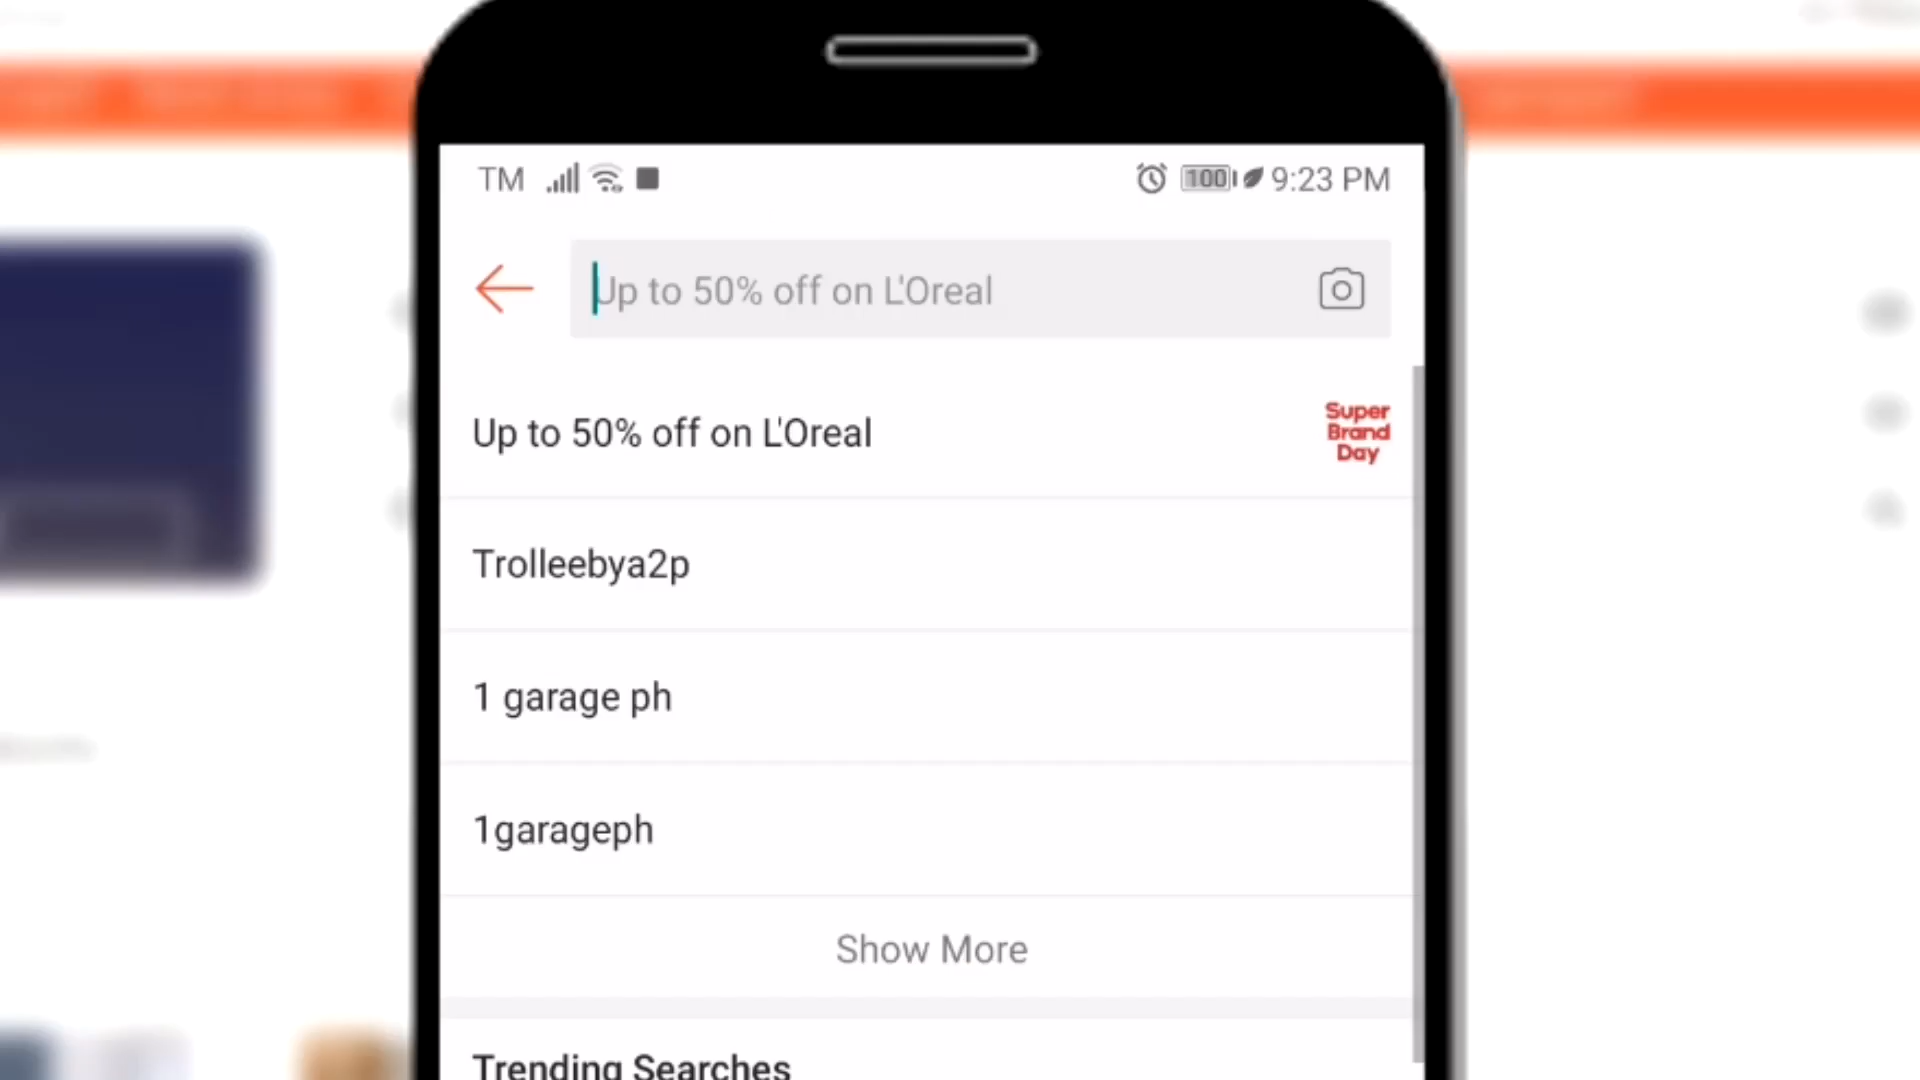 TM 100 9:23 PM
Up to 50% off on L'Oreal
Up to 50% off on L'Oreal
Super
Brand
Day
Trolleebya2p
1 garage ph
1garageph
Show More
Trending Searches